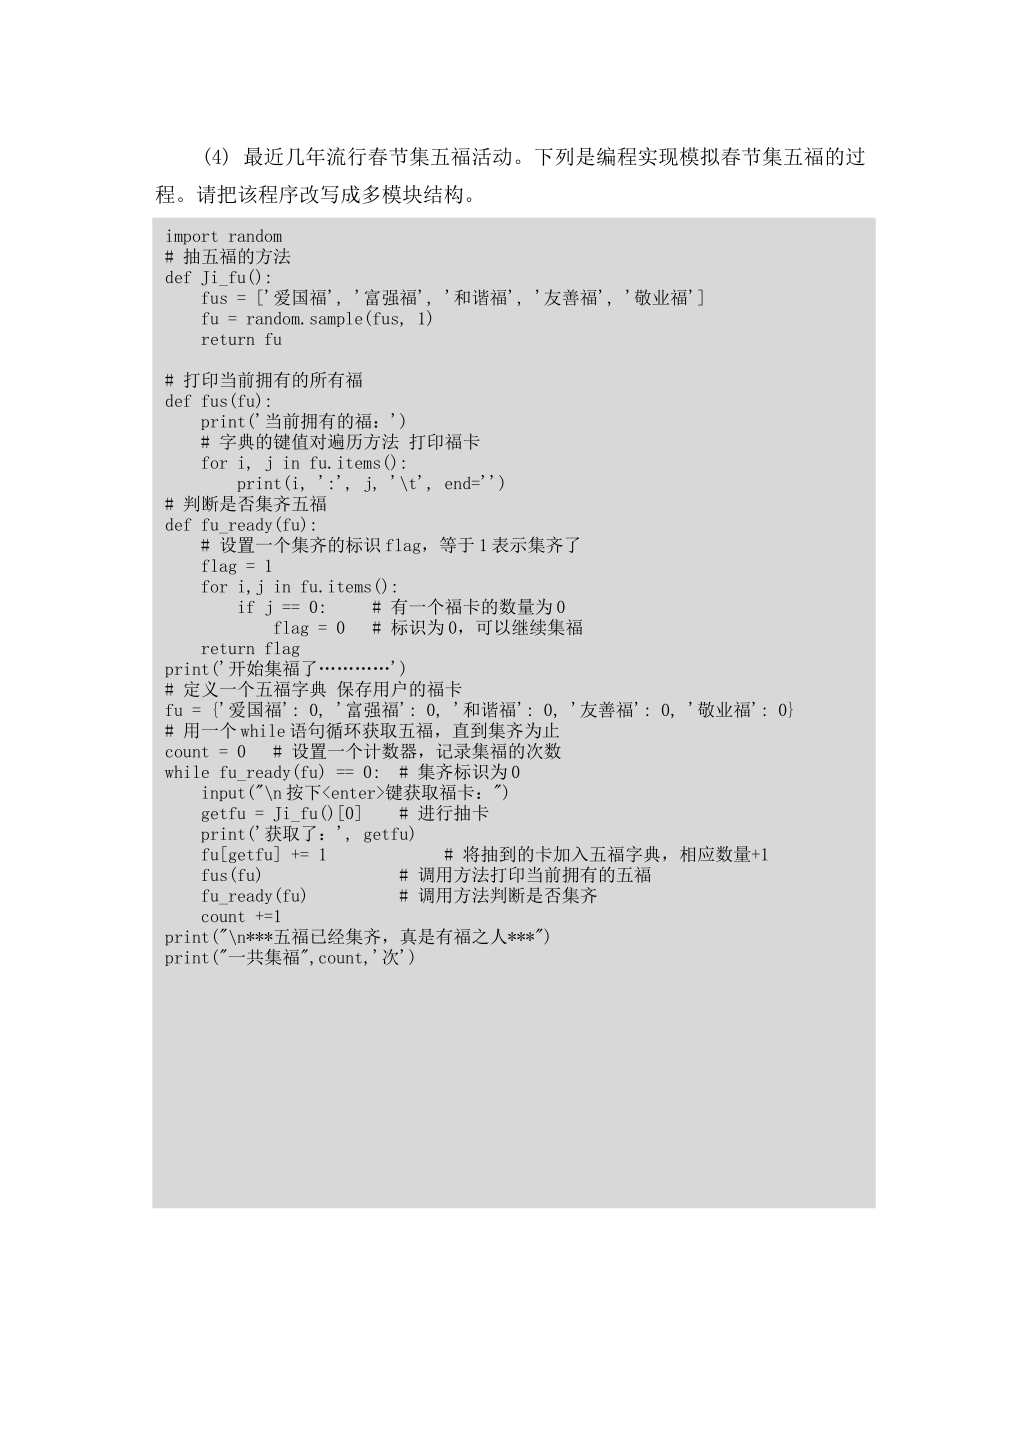 (4) 最近几年流行春节集五福活动。下列是编程实现模拟春节集五福的过
程。请把该程序改写成多模块结构。
import random
# 抽五福的方法
def Ji_fu():
    fus = ['爱国福', '富强福', '和谐福', '友善福', '敬业福']
    fu = random.sample(fus, 1)
    return fu
# 打印当前拥有的所有福
def fus(fu):
    print('当前拥有的福：')
    # 字典的键值对遍历方法 打印福卡
    for i, j in fu.items():
        print(i, ':', j, '\t', end='')
# 判断是否集齐五福
def fu_ready(fu):
    # 设置一个集齐的标识 flag，等于 1 表示集齐了
    flag = 1
    for i,j in fu.items():
        if j == 0:     # 有一个福卡的数量为 0
            flag = 0   # 标识为 0，可以继续集福
    return flag
print('开始集福了…………')
# 定义一个五福字典 保存用户的福卡
fu = {'爱国福': 0, '富强福': 0, '和谐福': 0, '友善福': 0, '敬业福': 0}
# 用一个 while 语句循环获取五福，直到集齐为止
count = 0   # 设置一个计数器，记录集福的次数
while fu_ready(fu) == 0:  # 集齐标识为 0
    input("\n 按下<enter>键获取福卡：")
    getfu = Ji_fu()[0]    # 进行抽卡
    print('获取了：', getfu)
    fu[getfu] += 1             # 将抽到的卡加入五福字典，相应数量+1
    fus(fu)               # 调用方法打印当前拥有的五福
    fu_ready(fu)          # 调用方法判断是否集齐
    count +=1
print("\n***五福已经集齐，真是有福之人***")
print("一共集福",count,'次')